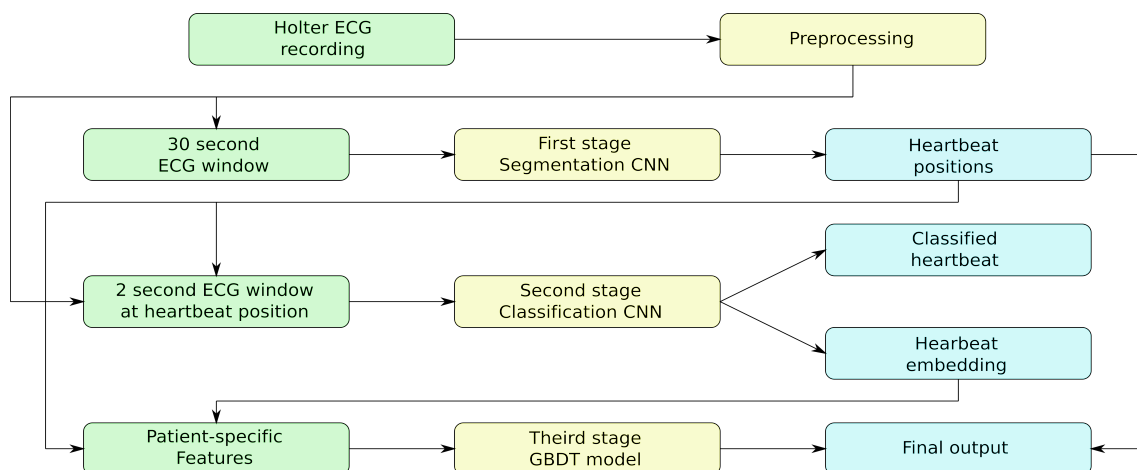 Holter ECG
recording
Preprocessing
30 second
ECG window
First stage
Segmentation CNN
Heartbeat
positions
Classified
heartbeat
2 second ECG window
at heartbeat position
Second stage
Classification CNN
Hearbeat
embedding
Patient-specific
Features
Theird stage
GBDT model
Final output